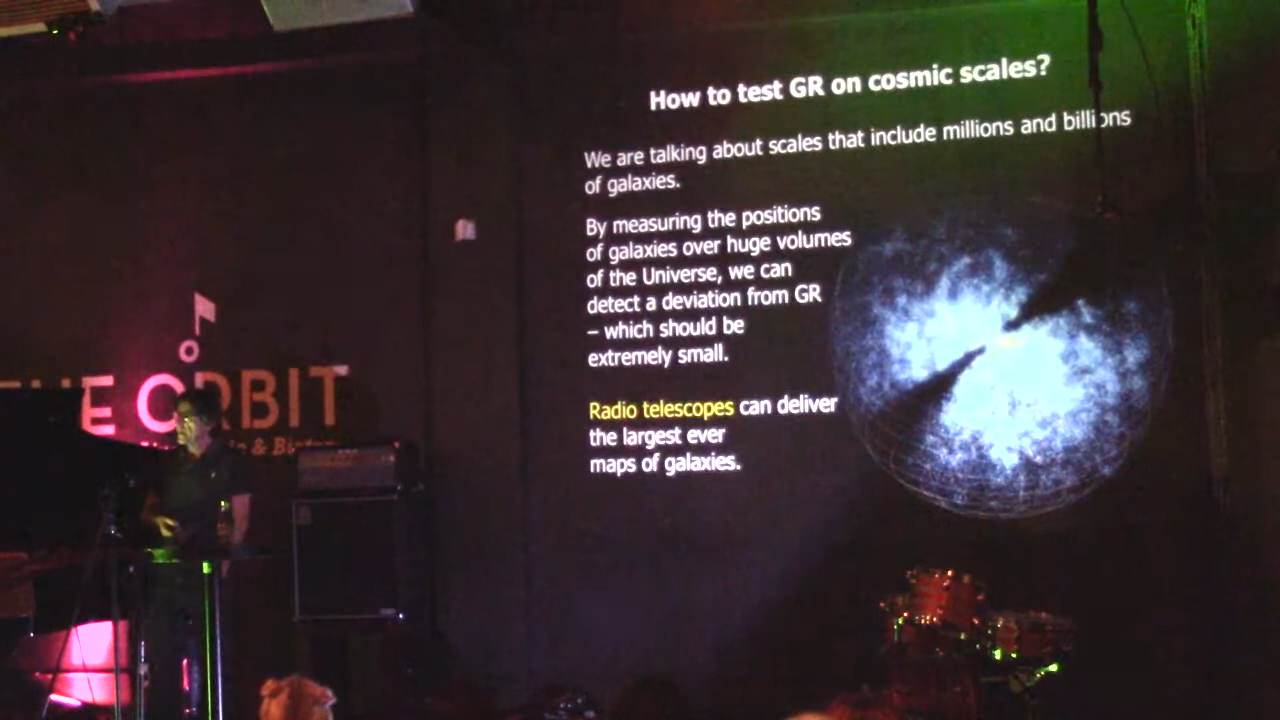 How to test GR on cosmic scales?
We are talking about scales that include millions and billions
of galaxies.
By measuring the positions
of galaxies over huge volumes
of the Universe, we can
detect a deviation from GR
– which should be
extremely small.
Radio telescopes can deliver
the largest ever
maps of galaxies.
THE ORBIT
&